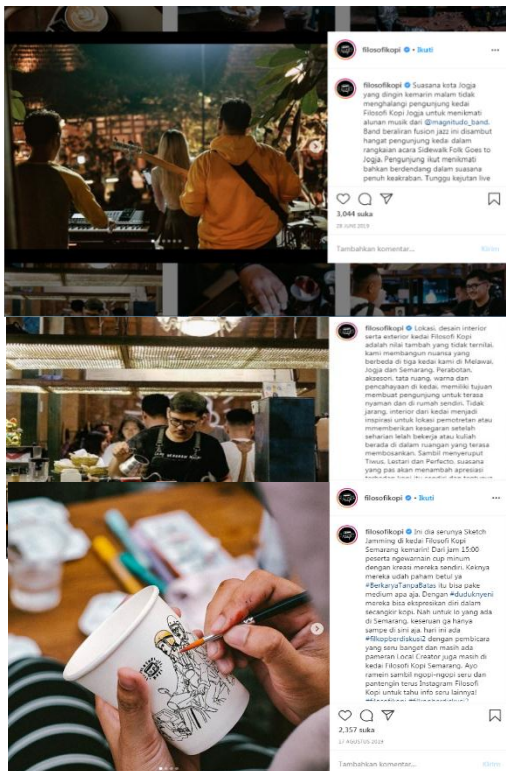 filosofikopi • Ikuti
filosofikopi Suasana kota Jogja
yang dingin kemarin malam tidak
menghalangi pengunjung kedai
Filosofi Kopi Jogja untuk menikmati
alunan musik dari @magnitudo_band.
Band beraliran fusion jazz ini disambut
hangat pengunjung kedai dalam
rangkaian acara Sidewalk Folk Goes to
Jogja. Pengunjung ikut menikmati
bahkan berdendang dalam suasana
penuh keakraban. Tunggu kejutan live
3,044 suka
28 JUNI 2019
Tambahkan komentar...
Kirim
filosofikopi Lokasi, desain interior
serta exterior kedai Filosofi Kopi
adalah nilai tambah yang tidak ternilai,
kami membangun nuansa yang
berbeda di tiga kedai kami di Melawai,
Jogja dan Semarang. Perabotan,
aksesori, tata ruang, warna dan
pencahayaan di kedai, memiliki tujuan
membuat pengunjung untuk terasa
nyaman dan di rumah sendiri. Tidak
jarang, interior dari kedai menjadi
inspirasi untuk lokasi pemotretan atau
mmemberikan kesegaran setelah
seharian lelah bekerja atau kuliah
berada di dalam ruangan yang terasa
membosankan. Sambil menyeruput
Tiwus, Lestari dan Perfecto, suasana
yang pas akan menambah apresiasi
filosofikopi • Ikuti
filosofikopi Ini dia serunya Sketch
Jamming di kedai Filosofi Kopi
Semarang kemarin! Dari jam 15:00
peserta ngewarnain cup minum
dengan kreasi mereka sendiri. Keknya
mereka udah paham betul ya
#BerkaryaTanpaBatas itu bisa pake
medium apa aja. Dengan #duduknyeni
mereka bisa ekspresikan diri dalam
secangkir kopi. Nah untuk lo yang ada
di Semarang, keseruan ga hanya
sampe di sini aja. hari ini ada
#filkopberdiskusi2 dengan pembicara
yang seru banget dan masih ada
pameran Local Creator juga masih di
kedai Filosofi Kopi Semarang. Ayo
ramein sambil ngopi-ngopi seru dan
pantengin terus Instagram Filosofi
Kopi untuk tahu info seru lainnya!
#filosofikopi #filkopberdiskusi2
2,357 suka
17 AGUSTUS 2019
Tambahkan komentar...
Kirim